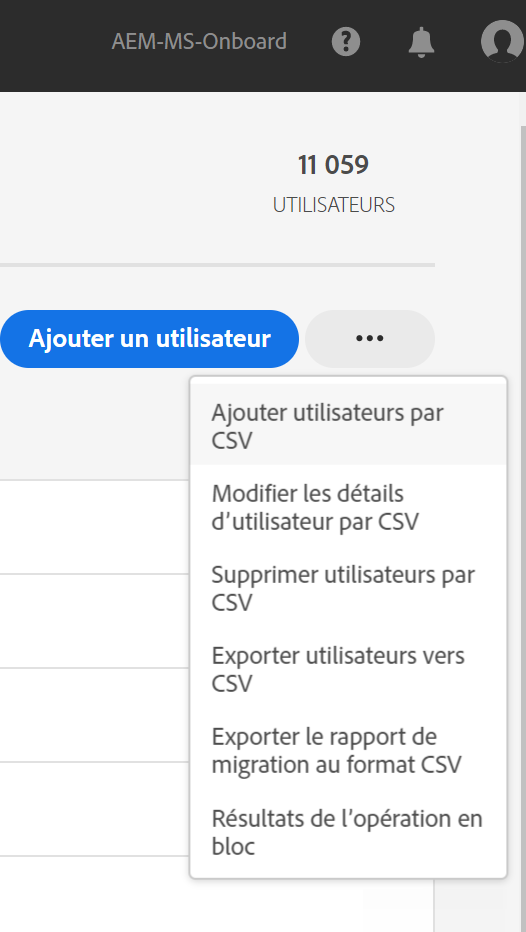 AEM-MS-Onboard
11 059
UTILISATEURS
Ajouter un utilisateur
Ajouter utilisateurs par
CSV
Modifier les détails
d’utilisateur par CSV
Supprimer utilisateurs par
CSV
Exporter utilisateurs vers
CSV
Exporter le rapport de
migration au format CSV
Résultats de l’opération en
bloc